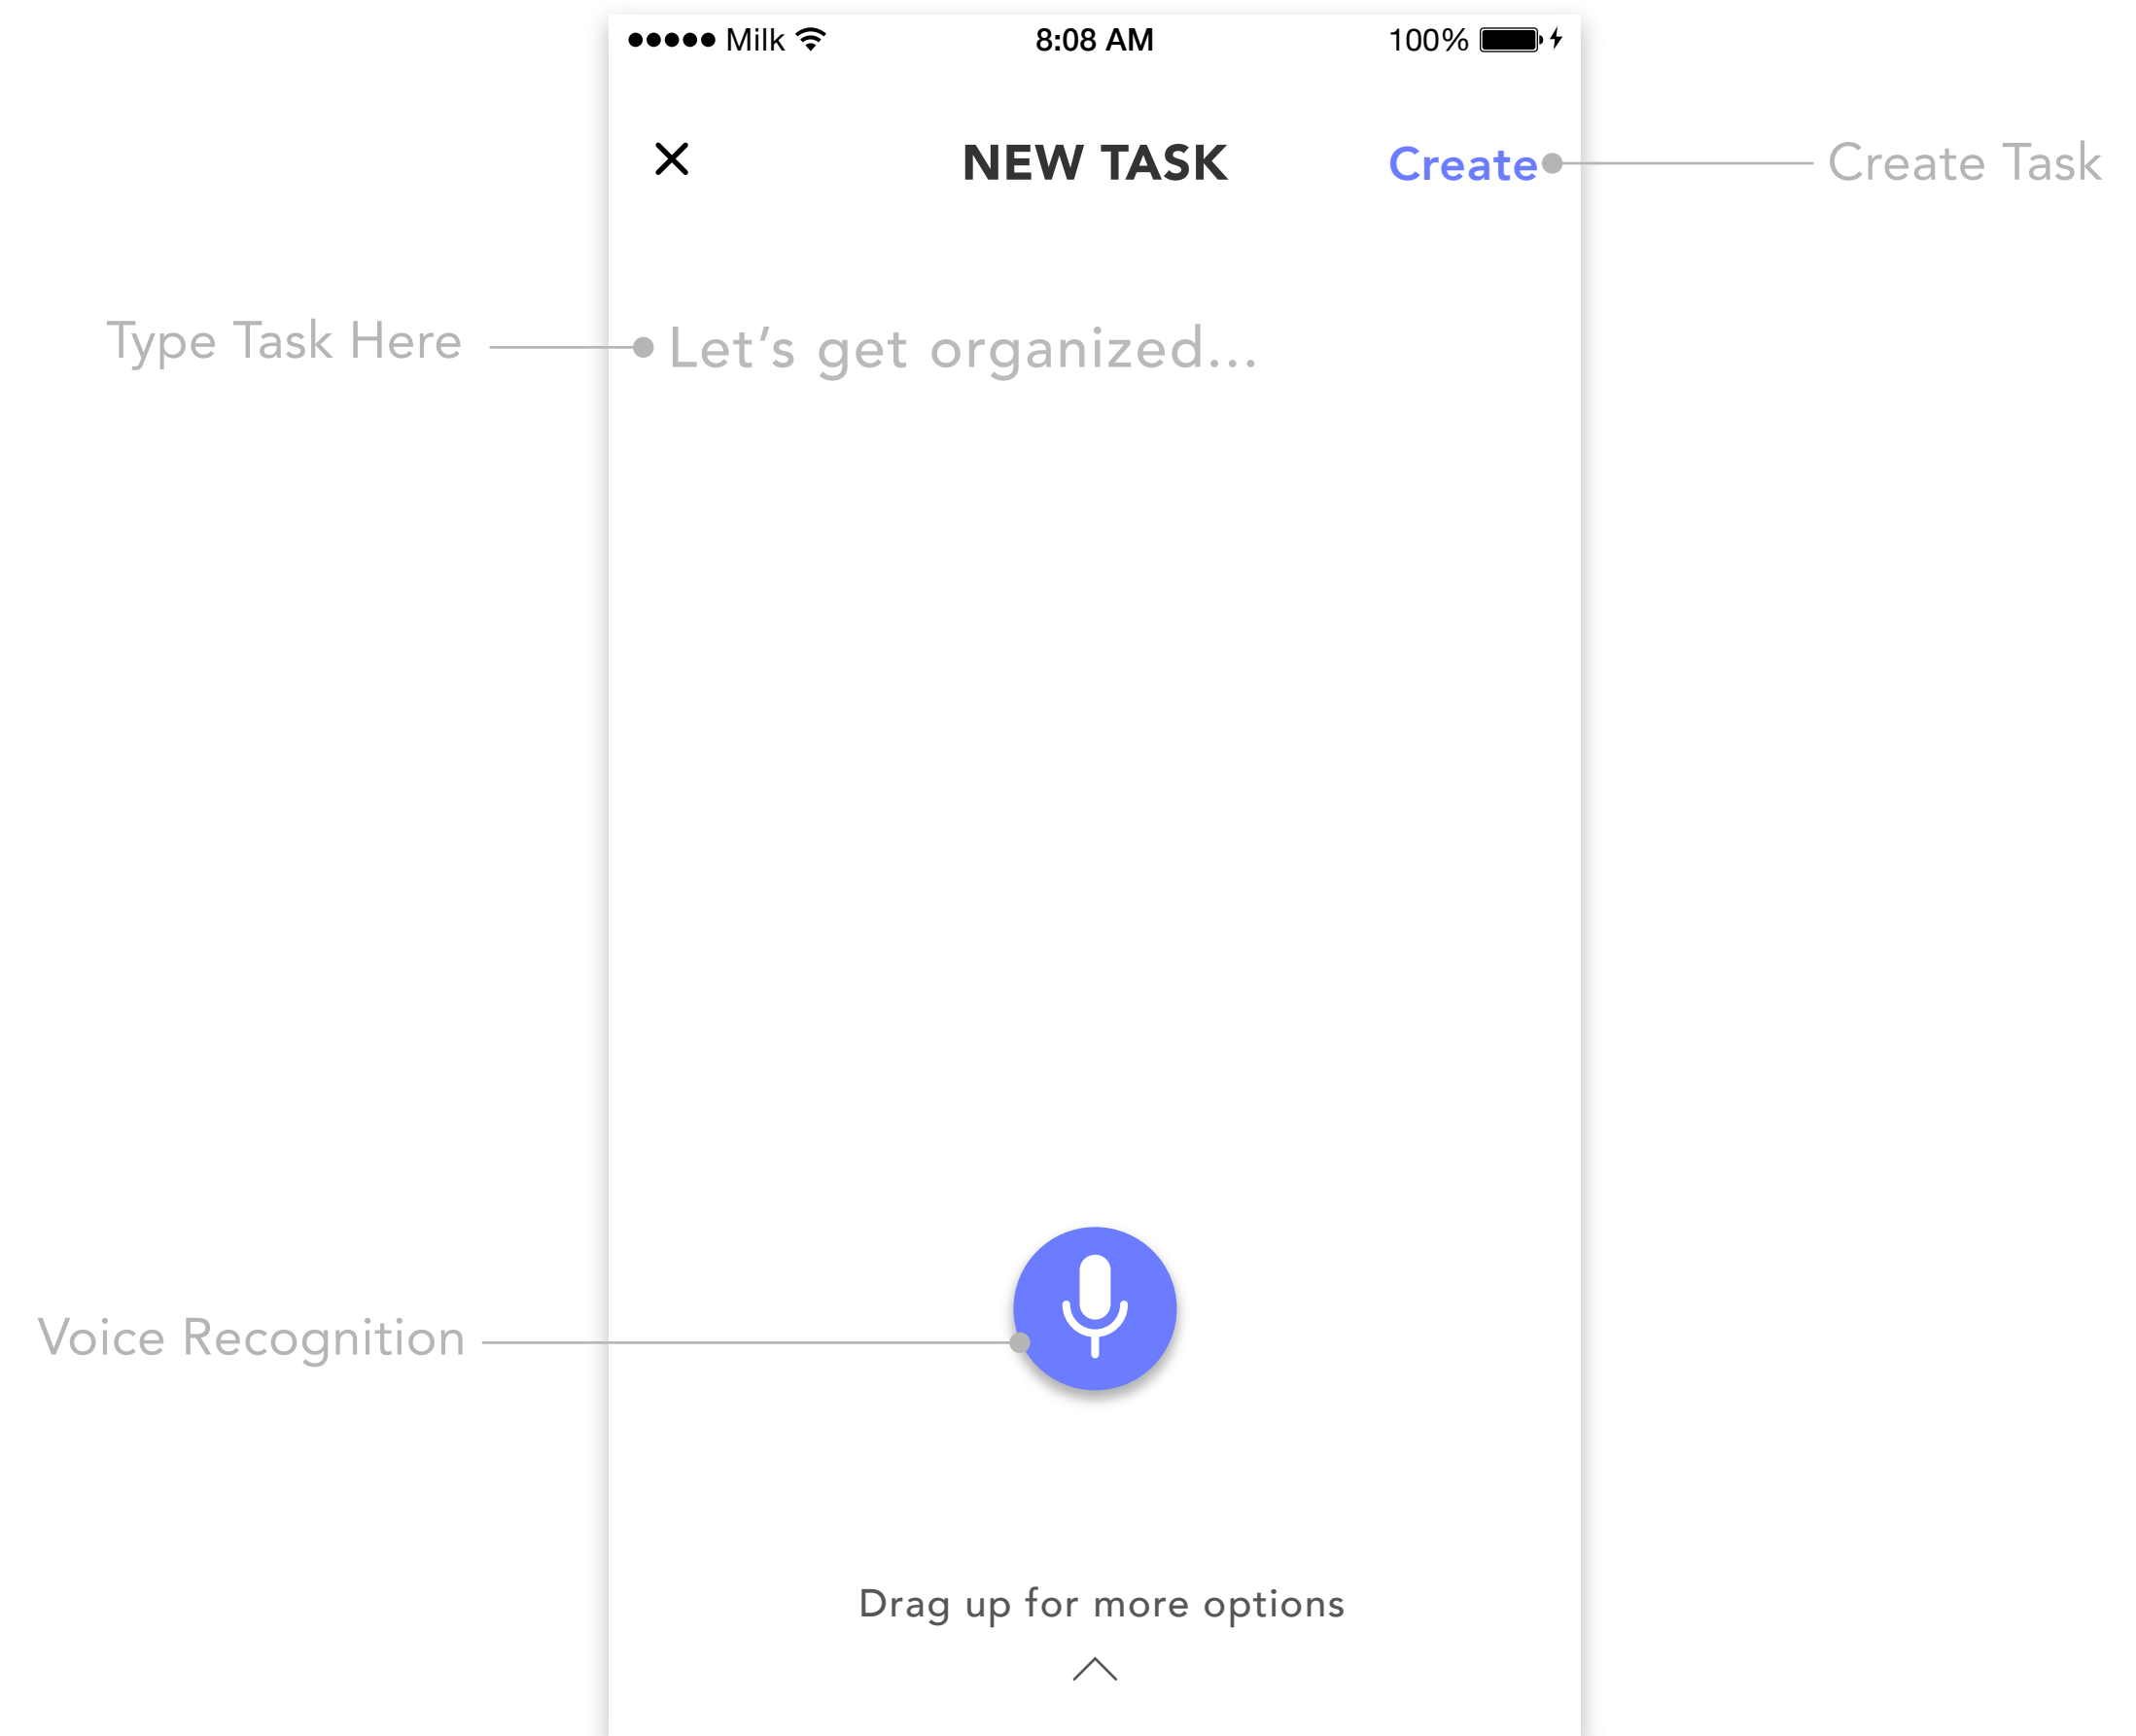 Milk 8:08 AM 100%
NEW TASK Create Create Task
Type Task Here Let‘s get organized...
Voice Recognition
Drag up for more options